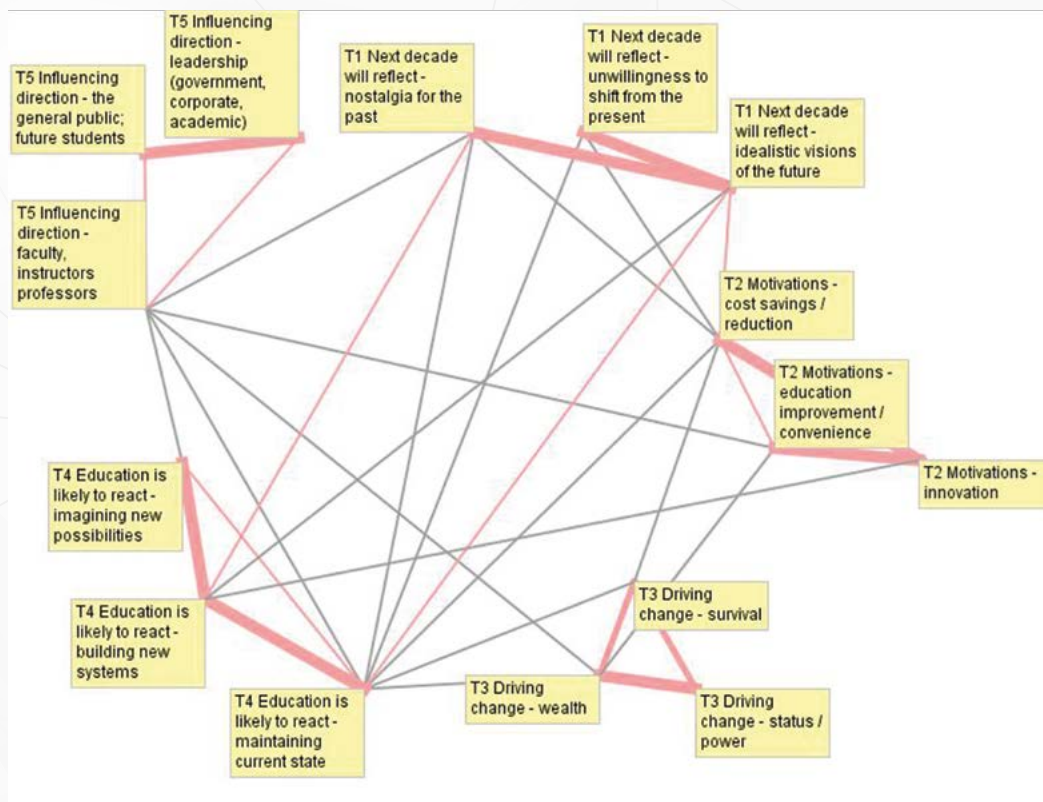 T5 Influencing
direction -
leadership
(government,
corporate,
academic)
T5 Influencing
direction - the
general public;
future students
T1 Next decade
will reflect -
nostalgia for the
past
T1 Next decade
will reflect -
unwillingness to
shift from the
present
T1 Next decade
will reflect -
idealistic visions
of the future
T5 Influencing
direction -
faculty,
instructors
professors
T2 Motivations -
cost savings /
reduction
T2 Motivations -
education
improvement /
convenience
T2 Motivations -
innovation
T4 Education is
likely to react -
imagining new
possibilities
T4 Education is
likely to react -
building new
systems
T3 Driving
change - survival
T4 Education is
likely to react -
maintaining
current state
T3 Driving
change - wealth
T3 Driving
change - status /
power